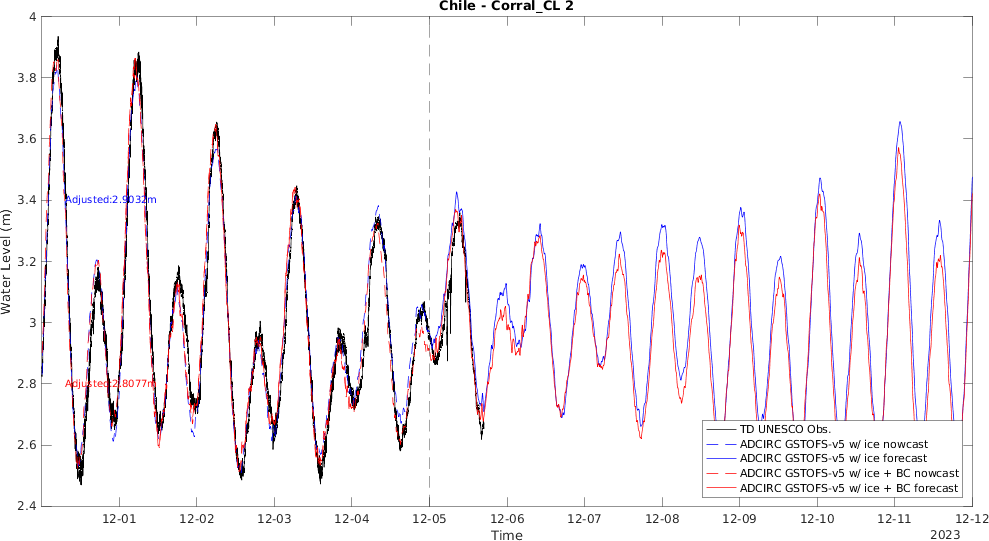 Chile - Corral_CL 2
Water Level (m)
4
3.8
3.6
3.4
3.2
3
2.8
2.6
2.4
Adjusted:2.9032m
Adjusted:2.8077m
TD UNESCO Obs.
ADCIRC GSTOFS-v5 w/ ice nowcast
ADCIRC GSTOFS-v5 w/ ice forecast
ADCIRC GSTOFS-v5 w/ ice + BC nowcast
ADCIRC GSTOFS-v5 w/ ice + BC forecast
12-01 12-02 12-03 12-04 12-05 12-06 12-07 12-08 12-09 12-10 12-11 12-12
Time
2023